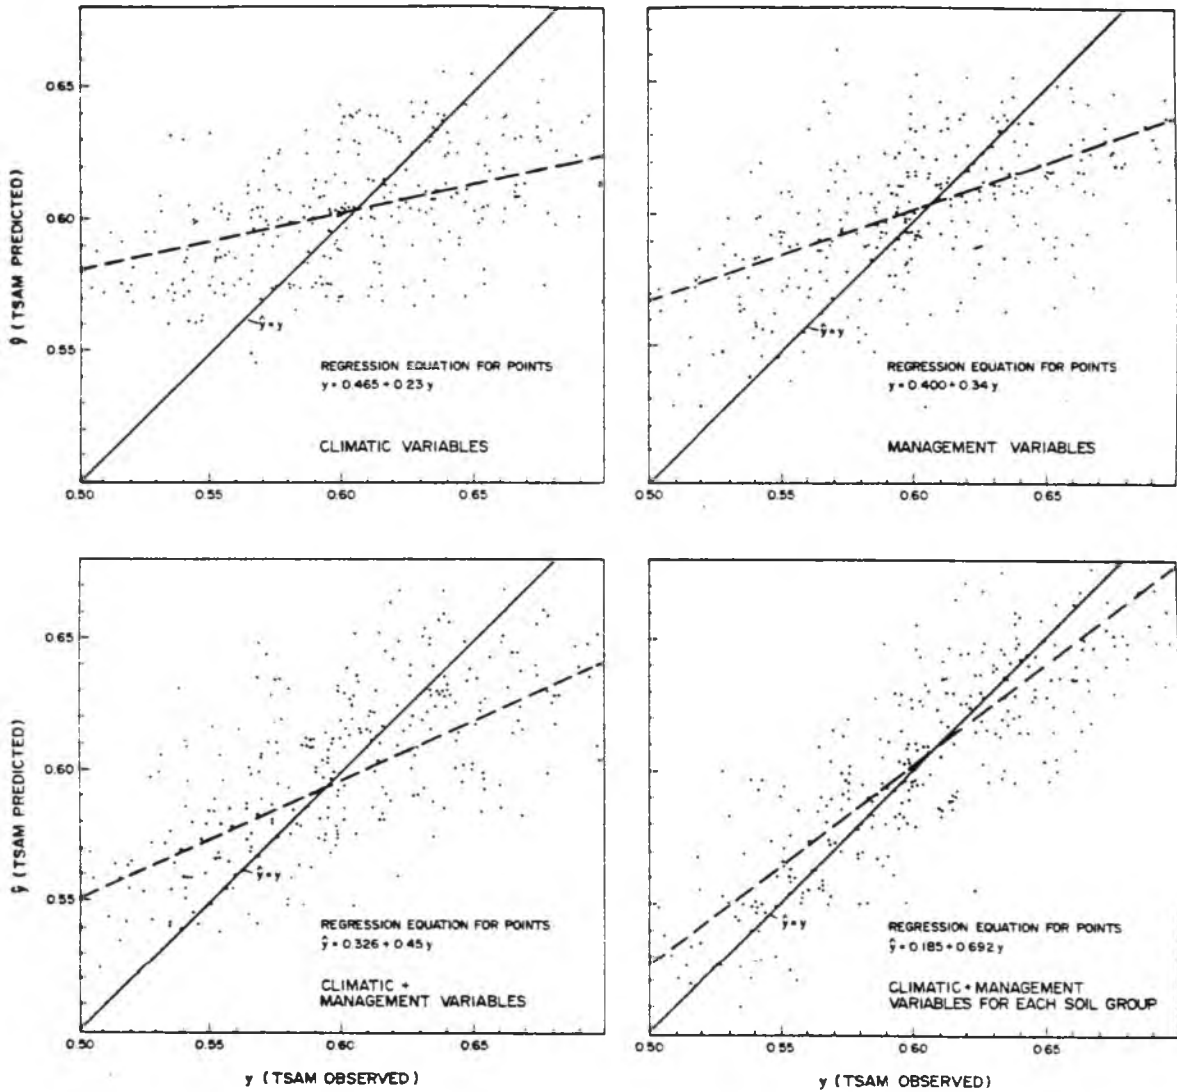 0.65
0.60
0.55
ŷ (TSAM PREDICTED)
ŷ = y
REGRESSION EQUATION FOR POINTS
y = 0.465 + 0.23 y
CLIMATIC VARIABLES
0.50 0.55 0.60 0.65
ŷ = y
REGRESSION EQUATION FOR POINTS
y = 0.400 + 0.34 y
MANAGEMENT VARIABLES
0.50 0.55 0.60 0.65
0.65
0.60
0.55
ŷ (TSAM PREDICTED)
ŷ = y
REGRESSION EQUATION FOR POINTS
ŷ = 0.326 + 0.45 y
CLIMATIC +
MANAGEMENT VARIABLES
0.50 0.55 0.60 0.65
y (TSAM OBSERVED)
ŷ = y
REGRESSION EQUATION FOR POINTS
ŷ = 0.185 + 0.692 y
CLIMATIC + MANAGEMENT
VARIABLES FOR EACH SOIL GROUP
0.50 0.55 0.60 0.65
y (TSAM OBSERVED)